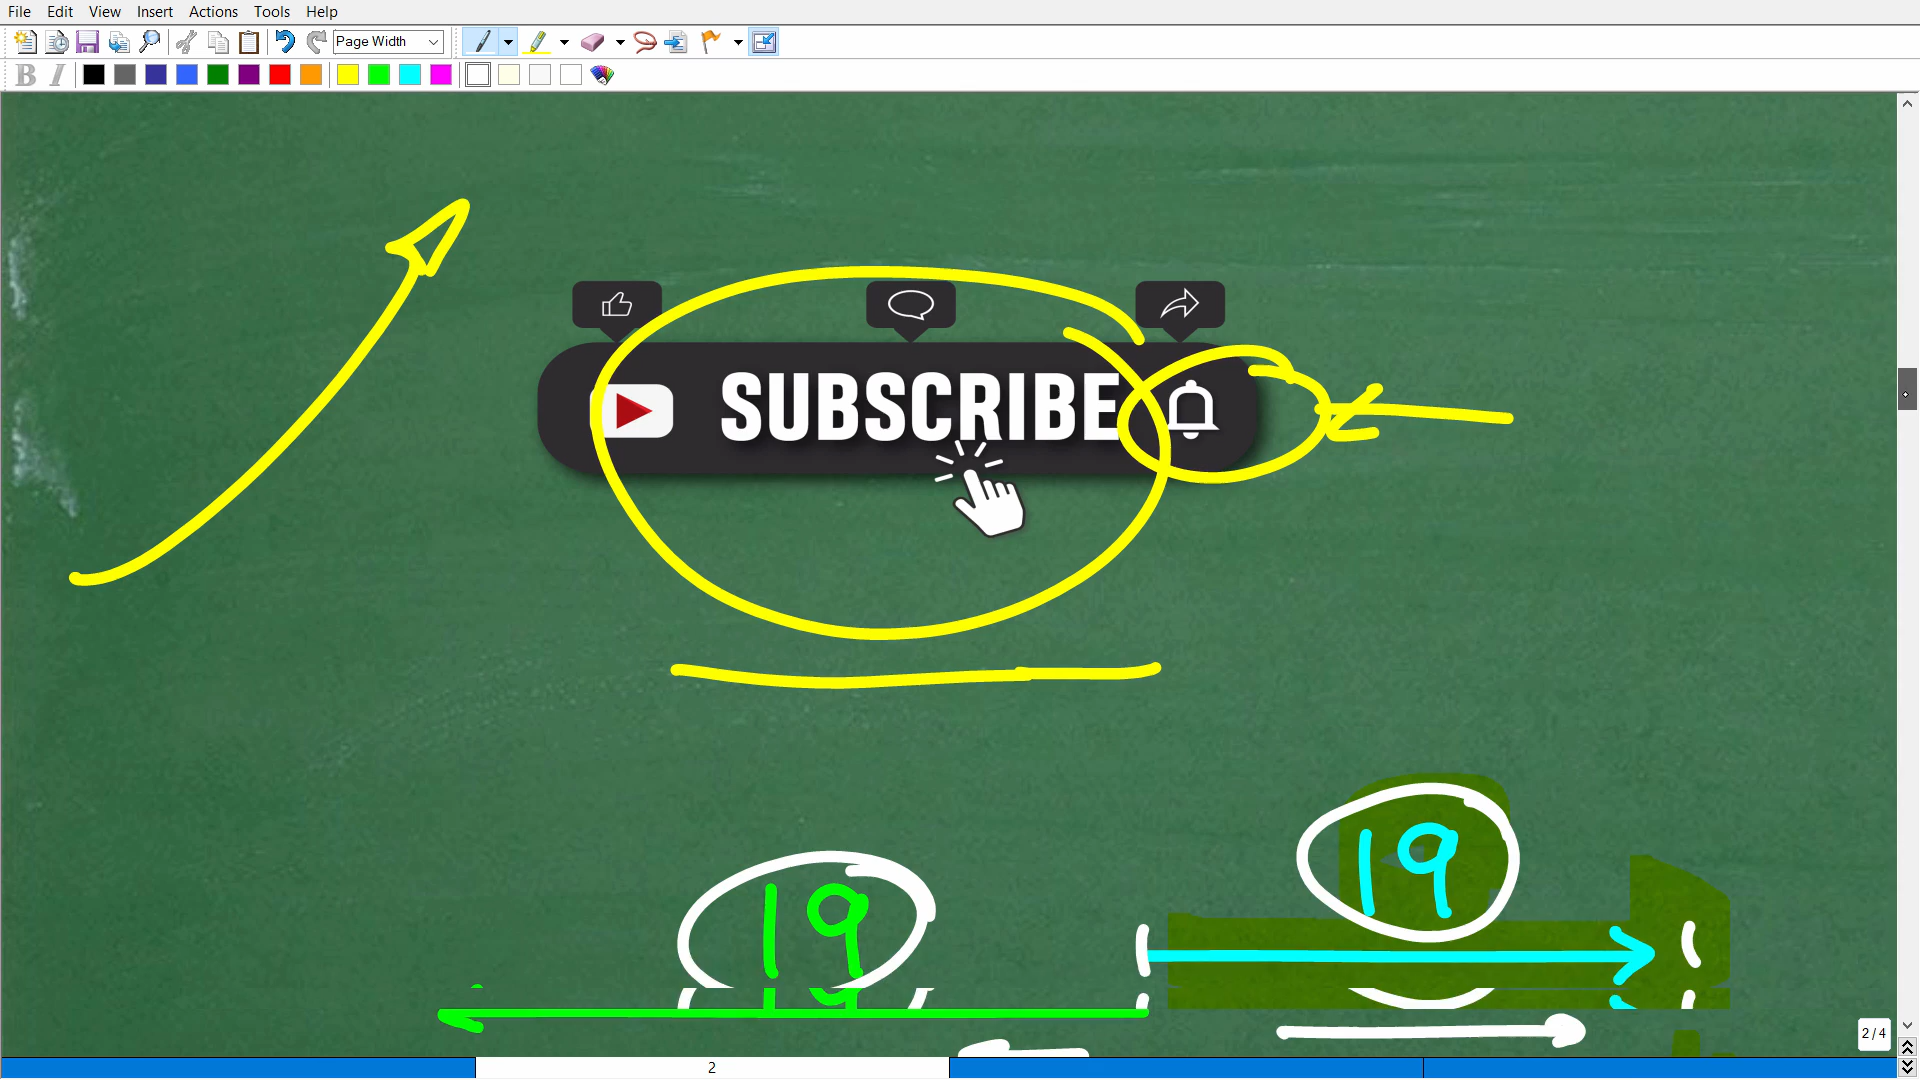 File Edit View Insert Actions Tools Help
Page Width
B I
SUBSCRIBE
19
19
2 / 4
2